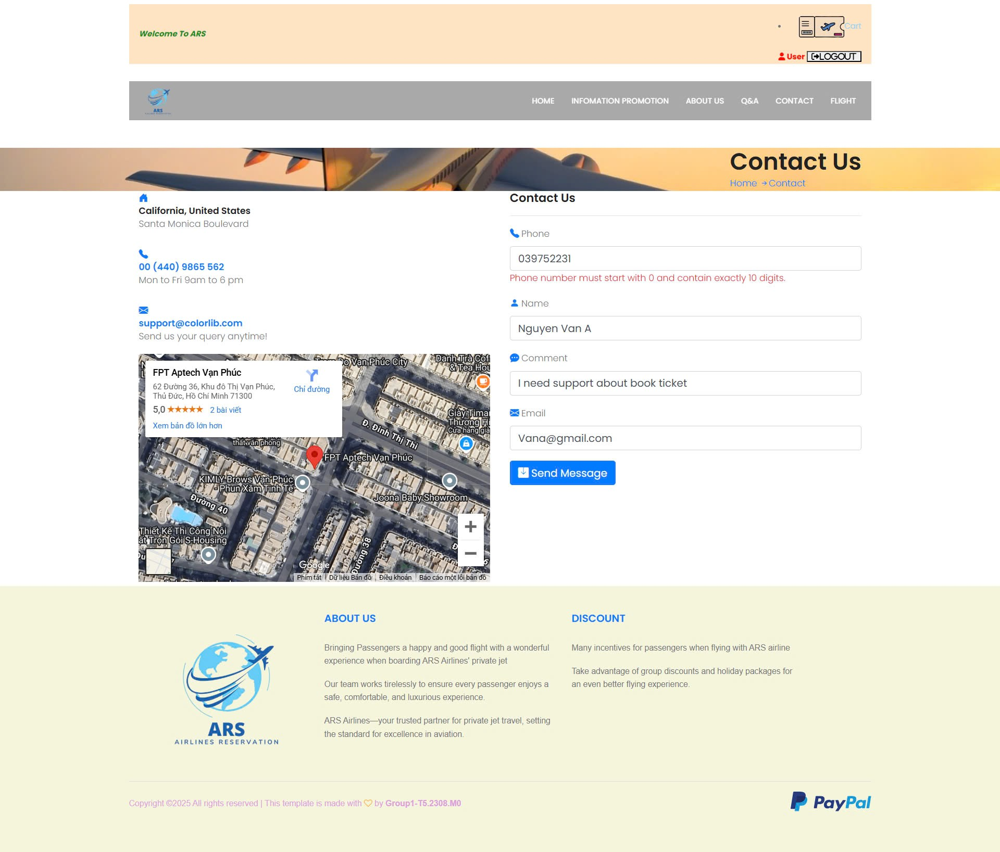 Welcome To ARS
Cart
User LOGOUT
ARS
AIRLINES RESERVATION
HOME INFOMATION PROMOTION ABOUT US Q&A CONTACT FLIGHT
Contact Us
Home → Contact
California, United States
Santa Monica Boulevard
00 (440) 9865 562
Mon to Fri 9am to 6 pm
support@colorlib.com
Send us your query anytime!
FPT Aptech Vạn Phúc
62 Đường 36, Khu đô Thị Vạn Phúc,
Thủ Đức, Hồ Chí Minh 71300
Chỉ đường
5,0 ★★★★★ 2 bài viết
Xem bản đồ lớn hơn
Do Vạn Phúc City
Danh Trà Cof
& Tea Hou
Giày Timar
Thương Hi
Cửa hàng già
Đ. Đinh Thị Thi
thất văn phòng
FPT Aptech Vạn Phúc
KIMLY Brows Vạn Phúc
- Phun Xăm Tinh Tế
Joona Baby Showroom
Đường 40
Thiết Kế Thi Công Nội
ất Trọn Gói S-Housing
Đường 38
Google
Phím tắt Dữ liệu Bản đồ Điều khoản Báo cáo một lỗi bản đồ
Contact Us
Phone
039752231
Phone number must start with 0 and contain exactly 10 digits.
Name
Nguyen Van A
Comment
I need support about book ticket
Email
Vana@gmail.com
Send Message
ARS
AIRLINES RESERVATION
ABOUT US
Bringing Passengers a happy and good flight with a wonderful
experience when boarding ARS Airlines' private jet
Our team works tirelessly to ensure every passenger enjoys a
safe, comfortable, and luxurious experience.
ARS Airlines—your trusted partner for private jet travel, setting
the standard for excellence in aviation.
DISCOUNT
Many incentives for passengers when flying with ARS airline
Take advantage of group discounts and holiday packages for
an even better flying experience.
Copyright ©2025 All rights reserved | This template is made with ♡ by Group1-T5.2308.M0
PayPal